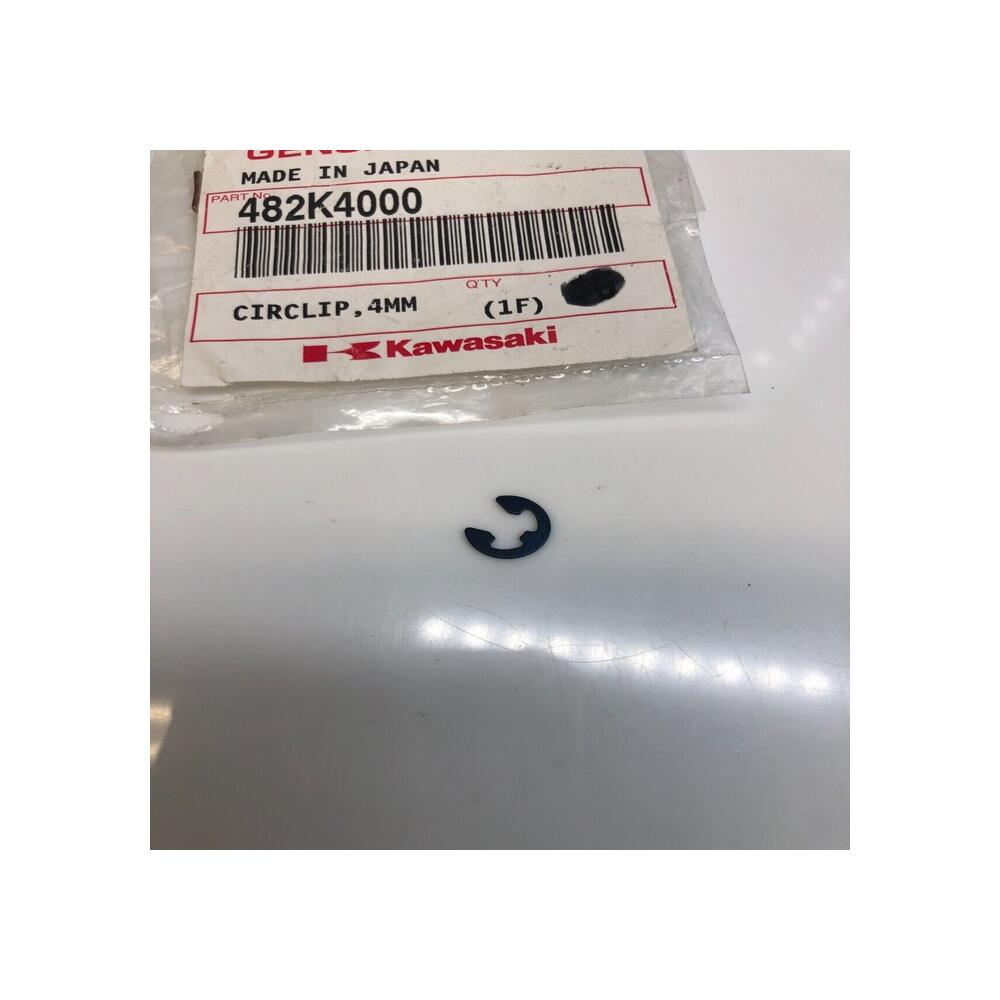 MADE IN JAPAN
PART No.
482K4000
Q'TY
CIRCLIP,4MM (1F)
Kawasaki